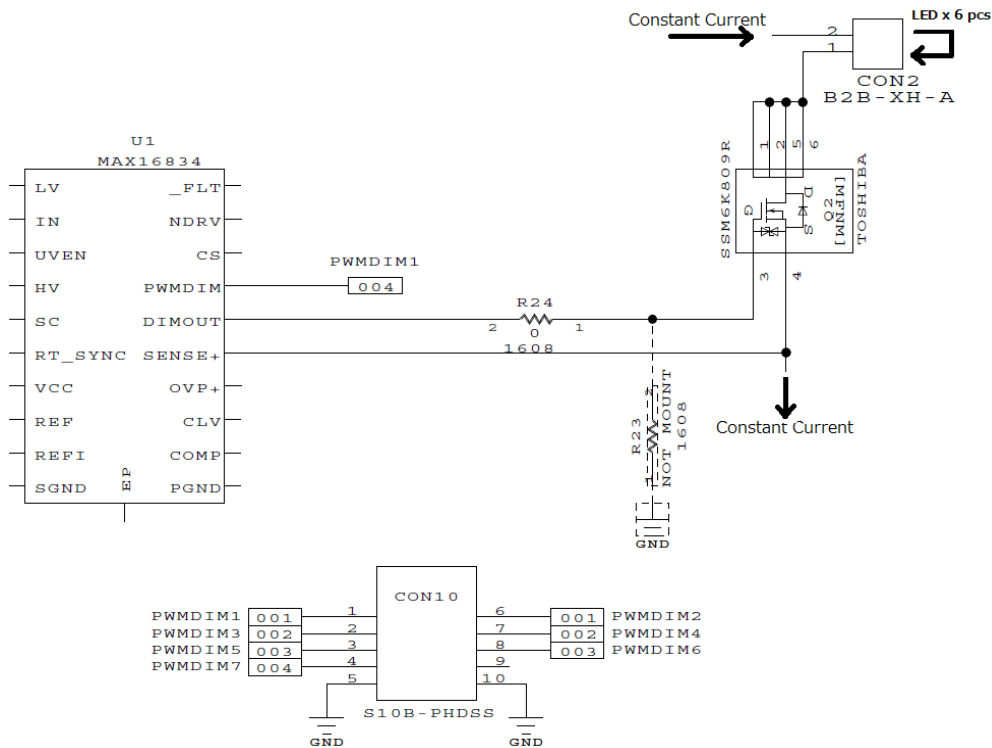 Constant Current
LED x 6 pcs
2
1
CON2
B2B-XH-A
U1
MAX16834
LV
_FLT
IN
NDRV
UVEN
CS
HV
PWMDIM
SC
DIMOUT
RT_SYNC
SENSE+
VCC
OVP+
REF
CLV
REFI
COMP
SGND
PGND
EP
PWMDIM1
004
R24
2
1
0
1608
SSM6K809R
1
2
5
6
G
D
S
Q2
[MFNM]
TOSHIBA
3
4
R23
2
1
NOT MOUNT
1608
GND
Constant Current
CON10
PWMDIM1 001 1
PWMDIM3 002 2
PWMDIM5 003 3
PWMDIM7 004 4
5
6 001 PWMDIM2
7 002 PWMDIM4
8 003 PWMDIM6
9
10
S10B-PHDSS
GND
GND